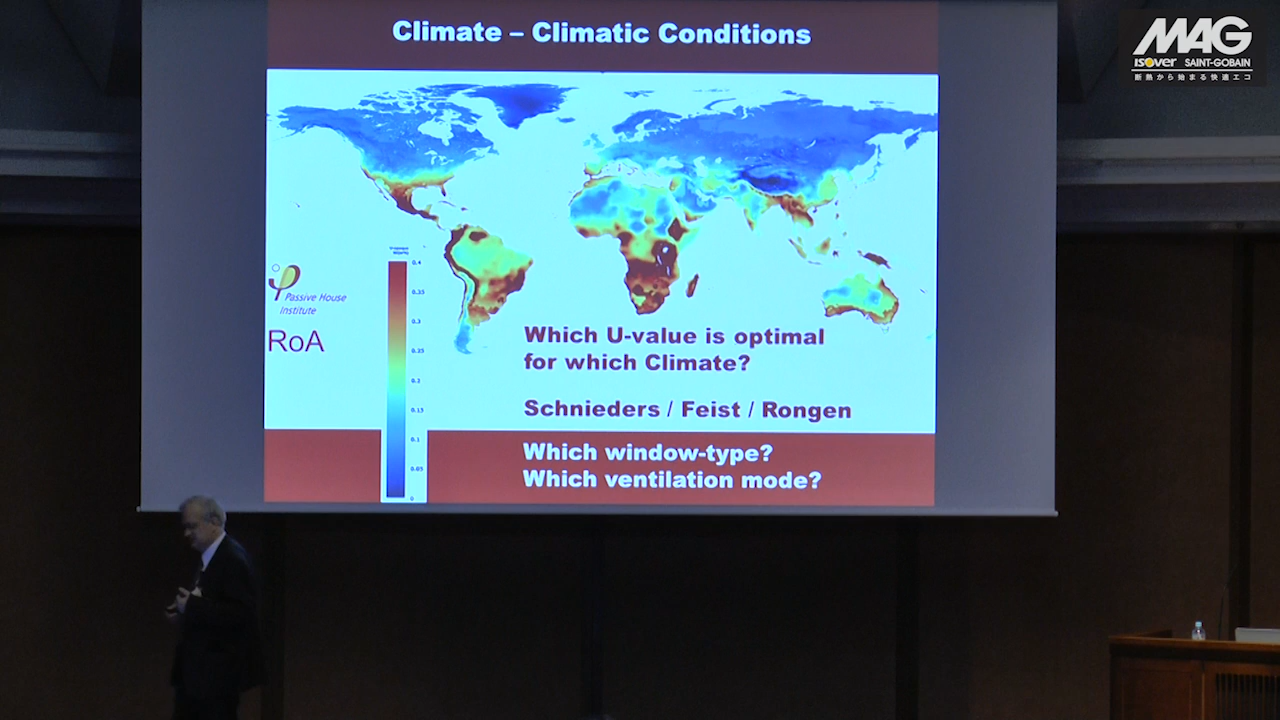 Climate – Climatic Conditions
MAG
isover SAINT-GOBAIN
断熱から始まる快適エコ
Passive House
Institute
RoA
0.4
0.35
0.3
0.25
0.2
0.15
0.1
0.05
0
Which U-value is optimal
for which Climate?
Schnieders / Feist / Rongen
Which window-type?
Which ventilation mode?